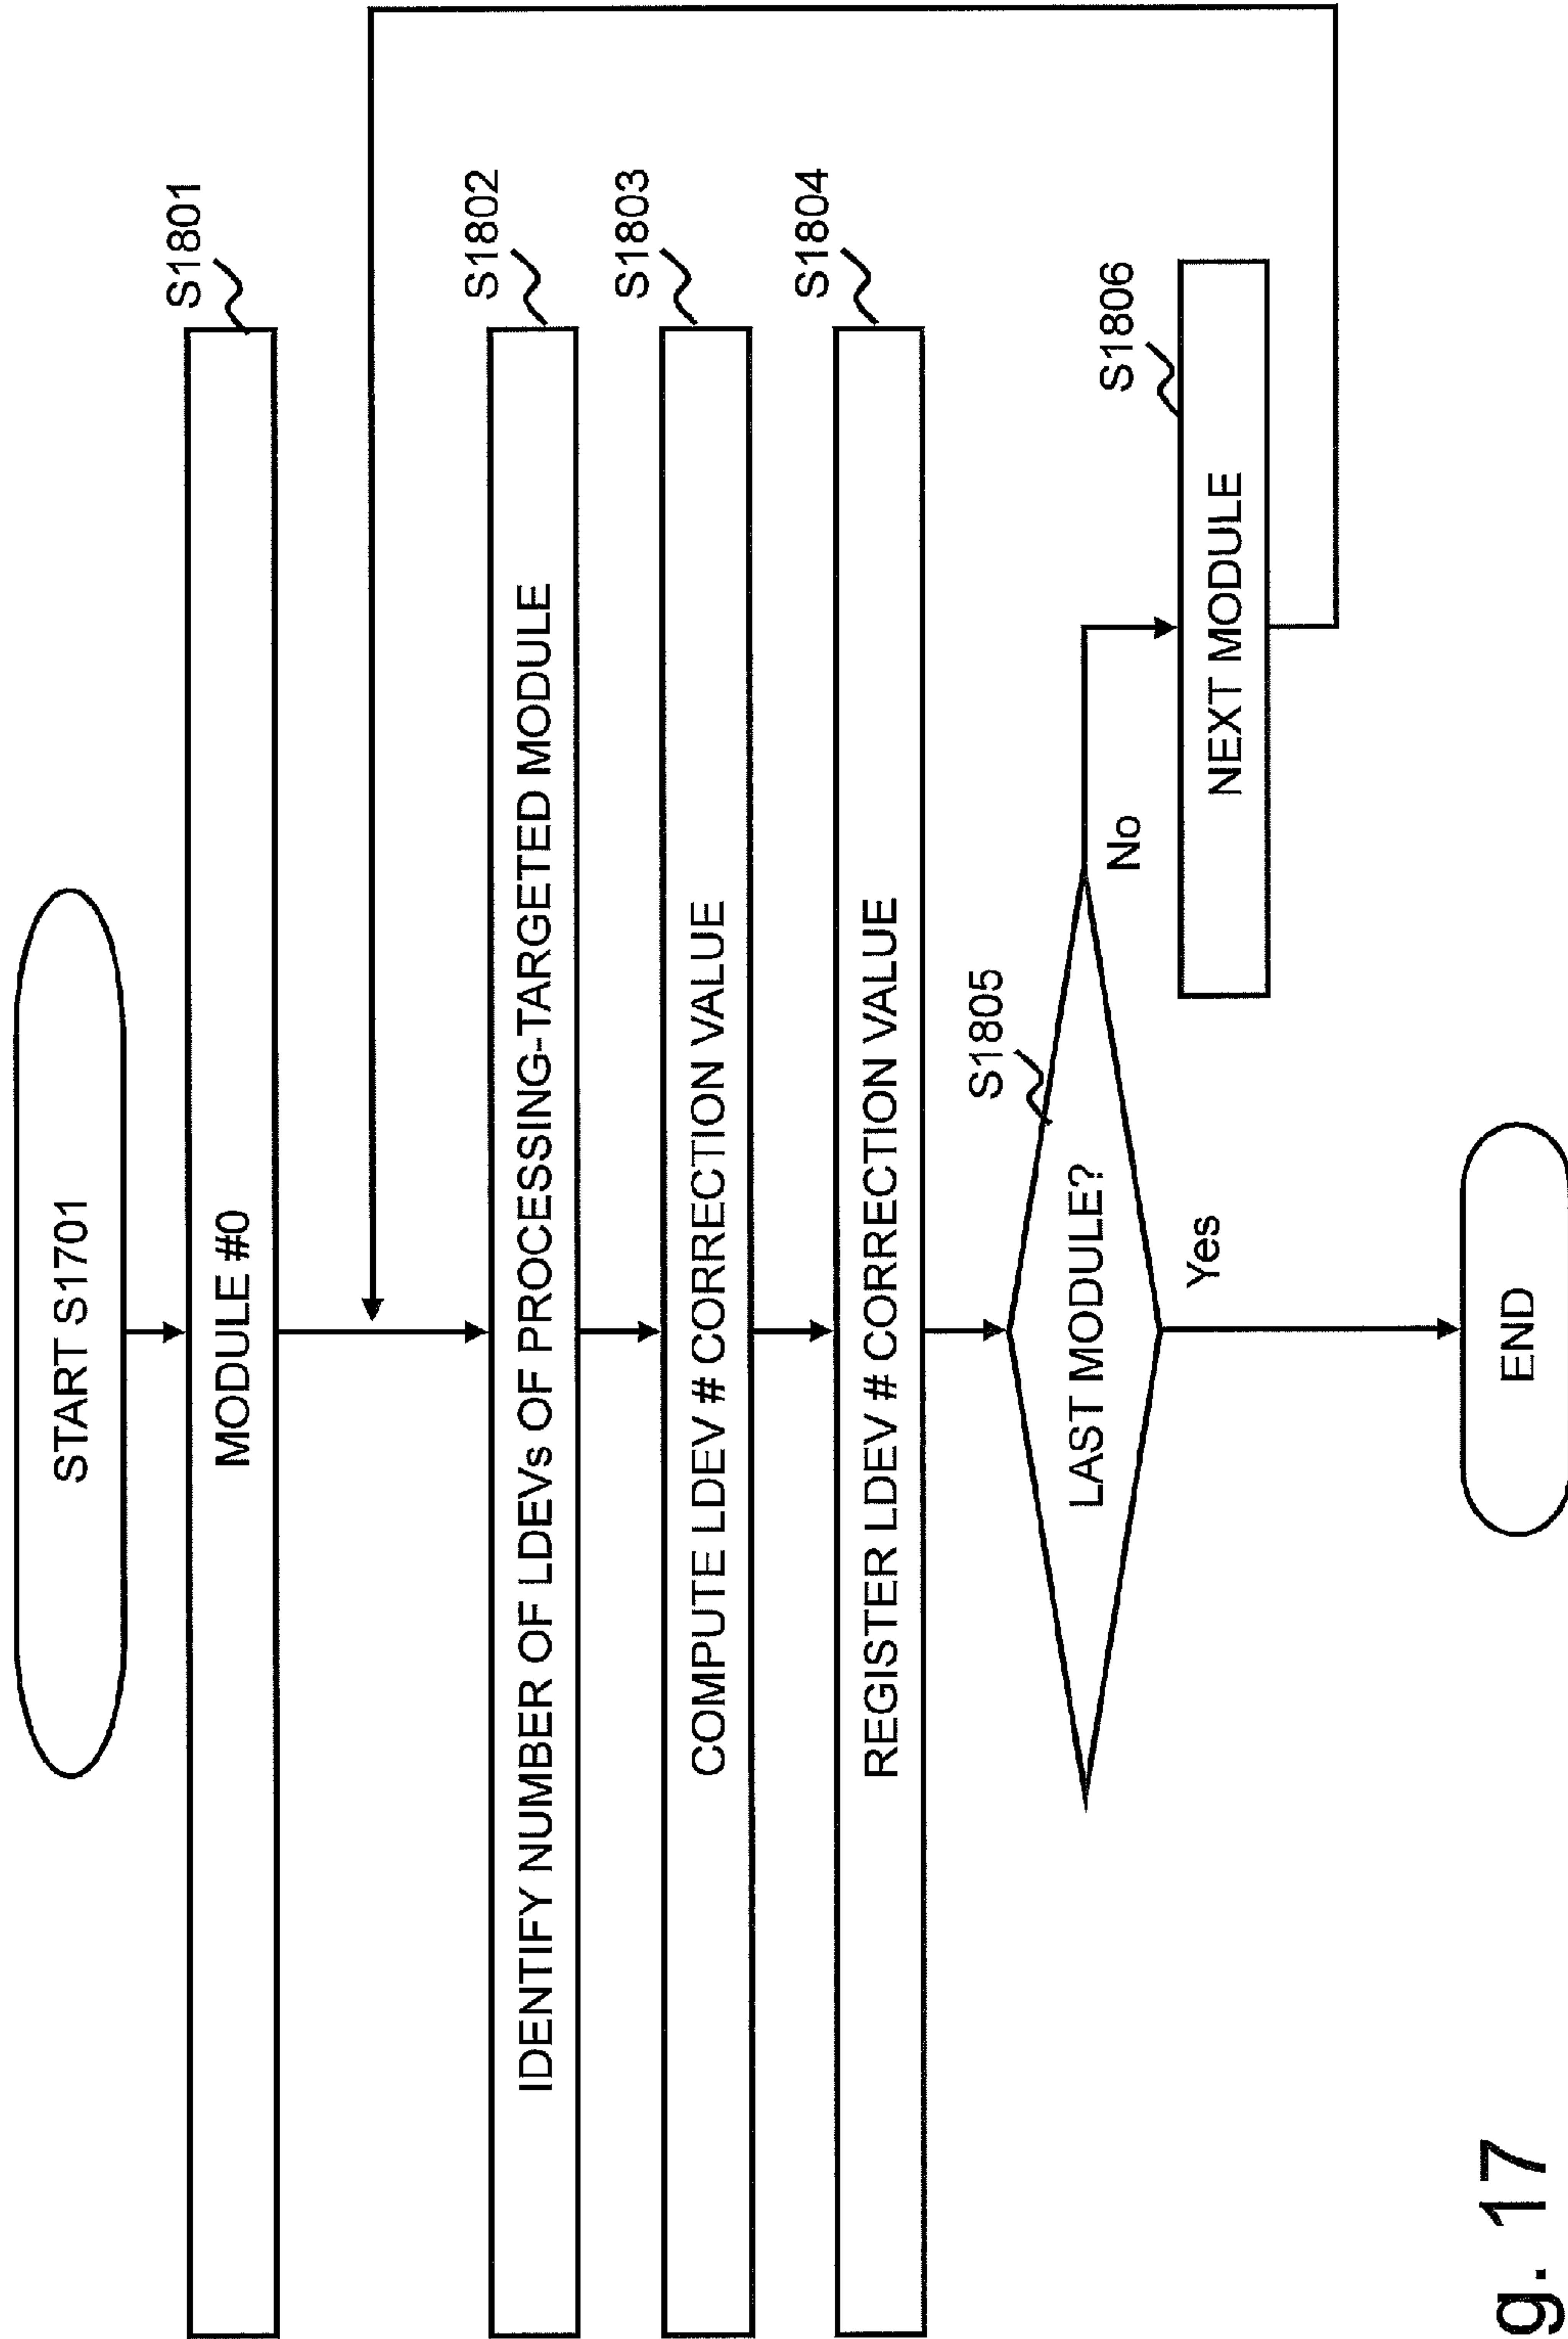 START S1701
S1801
MODULE #0
S1802
IDENTIFY NUMBER OF LDEVs OF PROCESSING-TARGETED MODULE
S1803
COMPUTE LDEV # CORRECTION VALUE
S1804
REGISTER LDEV # CORRECTION VALUE
S1805
LAST MODULE?
No
S1806
NEXT MODULE
Yes
END
g. 17